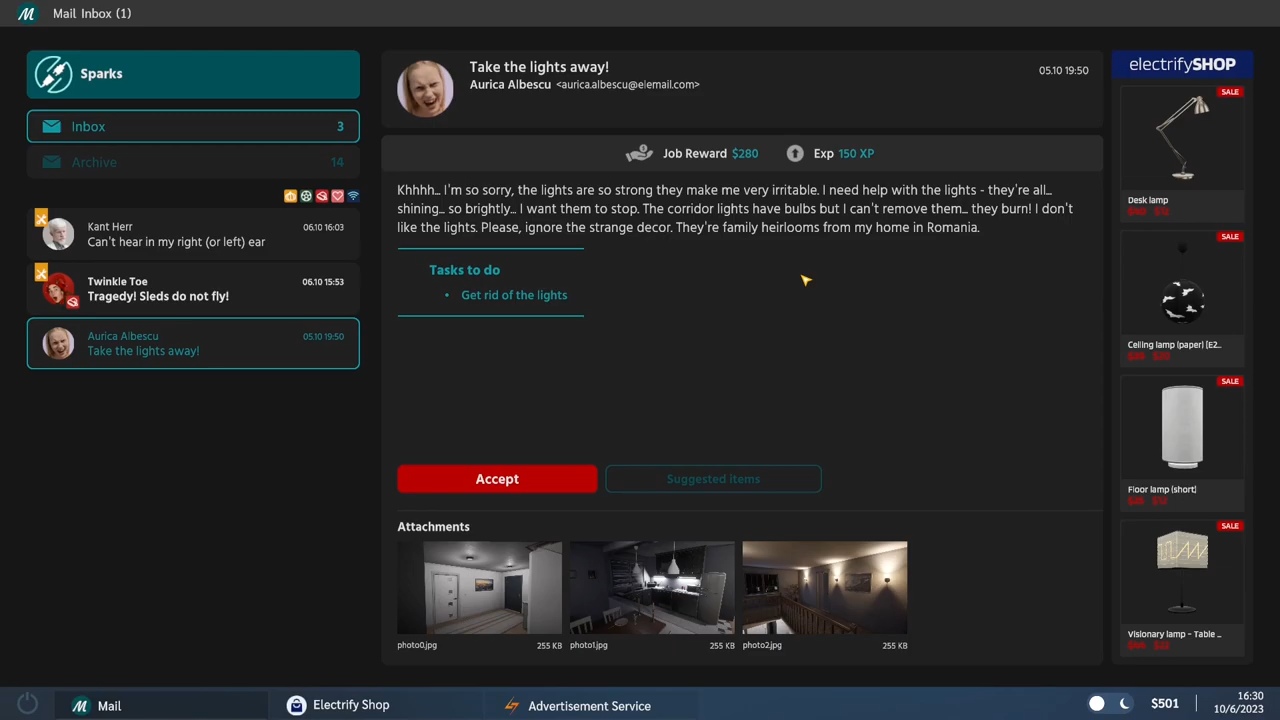 Mail Inbox (1)
Sparks
Inbox 3
Archive 14
Kant Herr 06.10 16:03
Can't hear in my right (or left) ear
Twinkle Toe 06.10 15:53
Tragedy! Sleds do not fly!
Aurica Albescu 05.10 19:50
Take the lights away!
Take the lights away! 05.10 19:50
Aurica Albescu <aurica.albescu@elemail.com>
Job Reward $280 Exp 150 XP
Khhhh... I'm so sorry, the lights are so strong they make me very irritable. I need help with the lights - they're all...
shining... so brightly... I want them to stop. The corridor lights have bulbs but I can't remove them... they burn! I don't
like the lights. Please, ignore the strange decor. They're family heirlooms from my home in Romania.
Tasks to do
• Get rid of the lights
Accept Suggested items
Attachments
photo0.jpg 255 KB photo1.jpg 255 KB photo2.jpg 255 KB
electrifySHOP
SALE
Desk lamp
SALE
Ceiling lamp (paper) [E2...
SALE
Floor lamp (short)
SALE
Visionary lamp - Table ...
Mail Electrify Shop Advertisement Service $501 16:30
10/6/2023